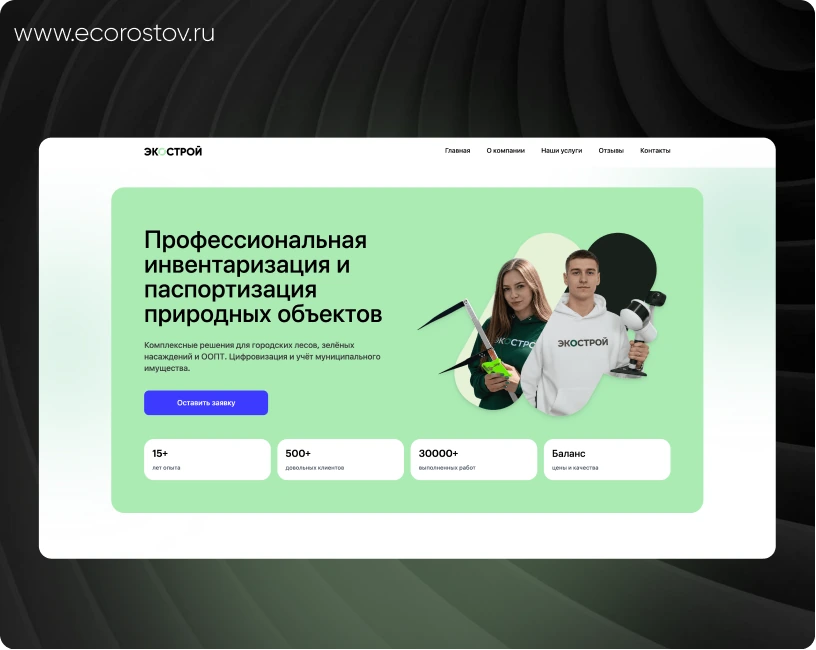 www.ecorostov.ru
ЭКОСТРОЙ
Главная О компании Наши услуги Отзывы Контакты
Профессиональная
инвентаризация и
паспортизация
природных объектов
Комплексные решения для городских лесов, зелёных
насаждений и ООПТ. Цифровизация и учёт муниципального
имущества.
Оставить заявку
ЭКОСТРОЙ
15+
лет опыта
500+
довольных клиентов
30000+
выполненных работ
Баланс
цены и качества